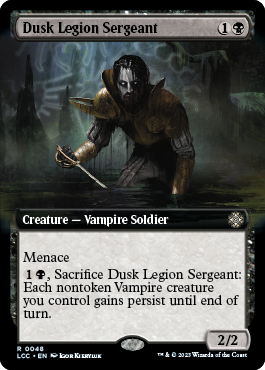 Dusk Legion Sergeant 1
Creature — Vampire Soldier
Menace
1, Sacrifice Dusk Legion Sergeant:
Each nontoken Vampire creature
you control gains persist until end of
turn.
2/2
R 0048
LCC • EN Igor Kieryluk
™ & © 2023 Wizards of the Coast